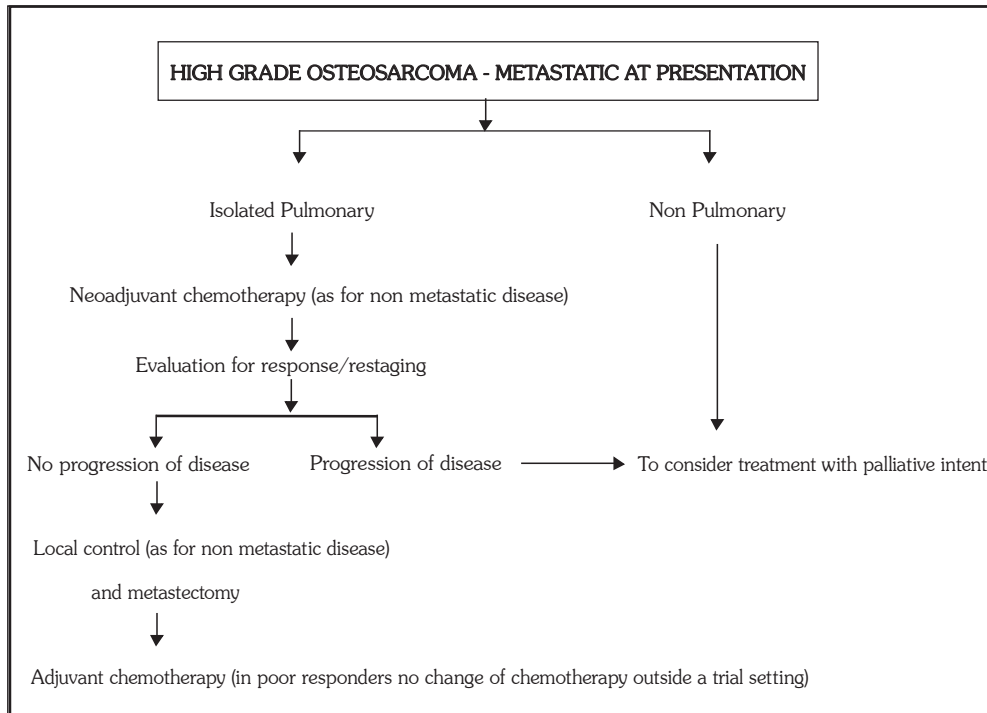 HIGH GRADE OSTEOSARCOMA - METASTATIC AT PRESENTATION
Isolated Pulmonary
Non Pulmonary
Neoadjuvant chemotherapy (as for non metastatic disease)
Evaluation for response/restaging
No progression of disease
Progression of disease
To consider treatment with palliative intent
Local control (as for non metastatic disease)
and metastectomy
Adjuvant chemotherapy (in poor responders no change of chemotherapy outside a trial setting)